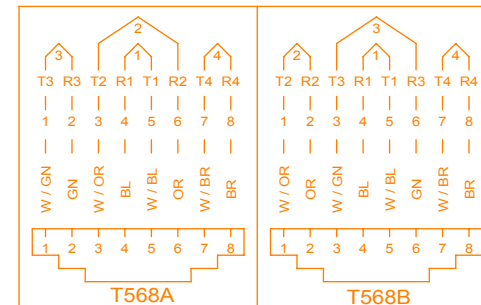 2
3 1 4
T3 R3 T2 R1 T1 R2 T4 R4
1 2 3 4 5 6 7 8
W / GN GN W / OR BL W / BL OR W / BR BR
1 2 3 4 5 6 7 8
T568A
3
2 1 4
T2 R2 T3 R1 T1 R3 T4 R4
1 2 3 4 5 6 7 8
W / OR OR W / GN BL W / BL GN W / BR BR
1 2 3 4 5 6 7 8
T568B